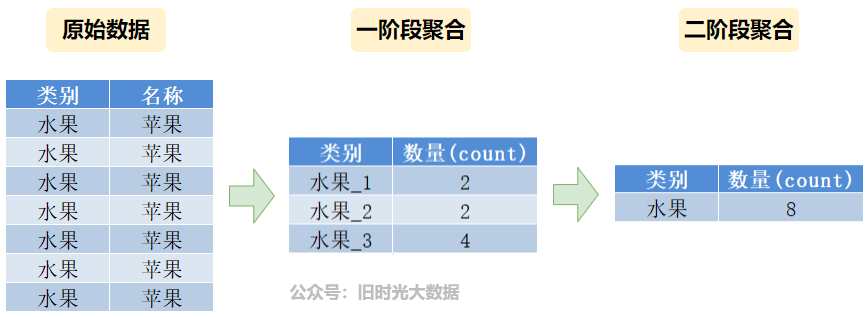 原始数据
类别 名称
水果 苹果
水果 苹果
水果 苹果
水果 苹果
水果 苹果
水果 苹果
水果 苹果
一阶段聚合
类别 数量(count)
水果_1 2
水果_2 2
水果_3 4
公众号：旧时光大数据
二阶段聚合
类别 数量(count)
水果 8